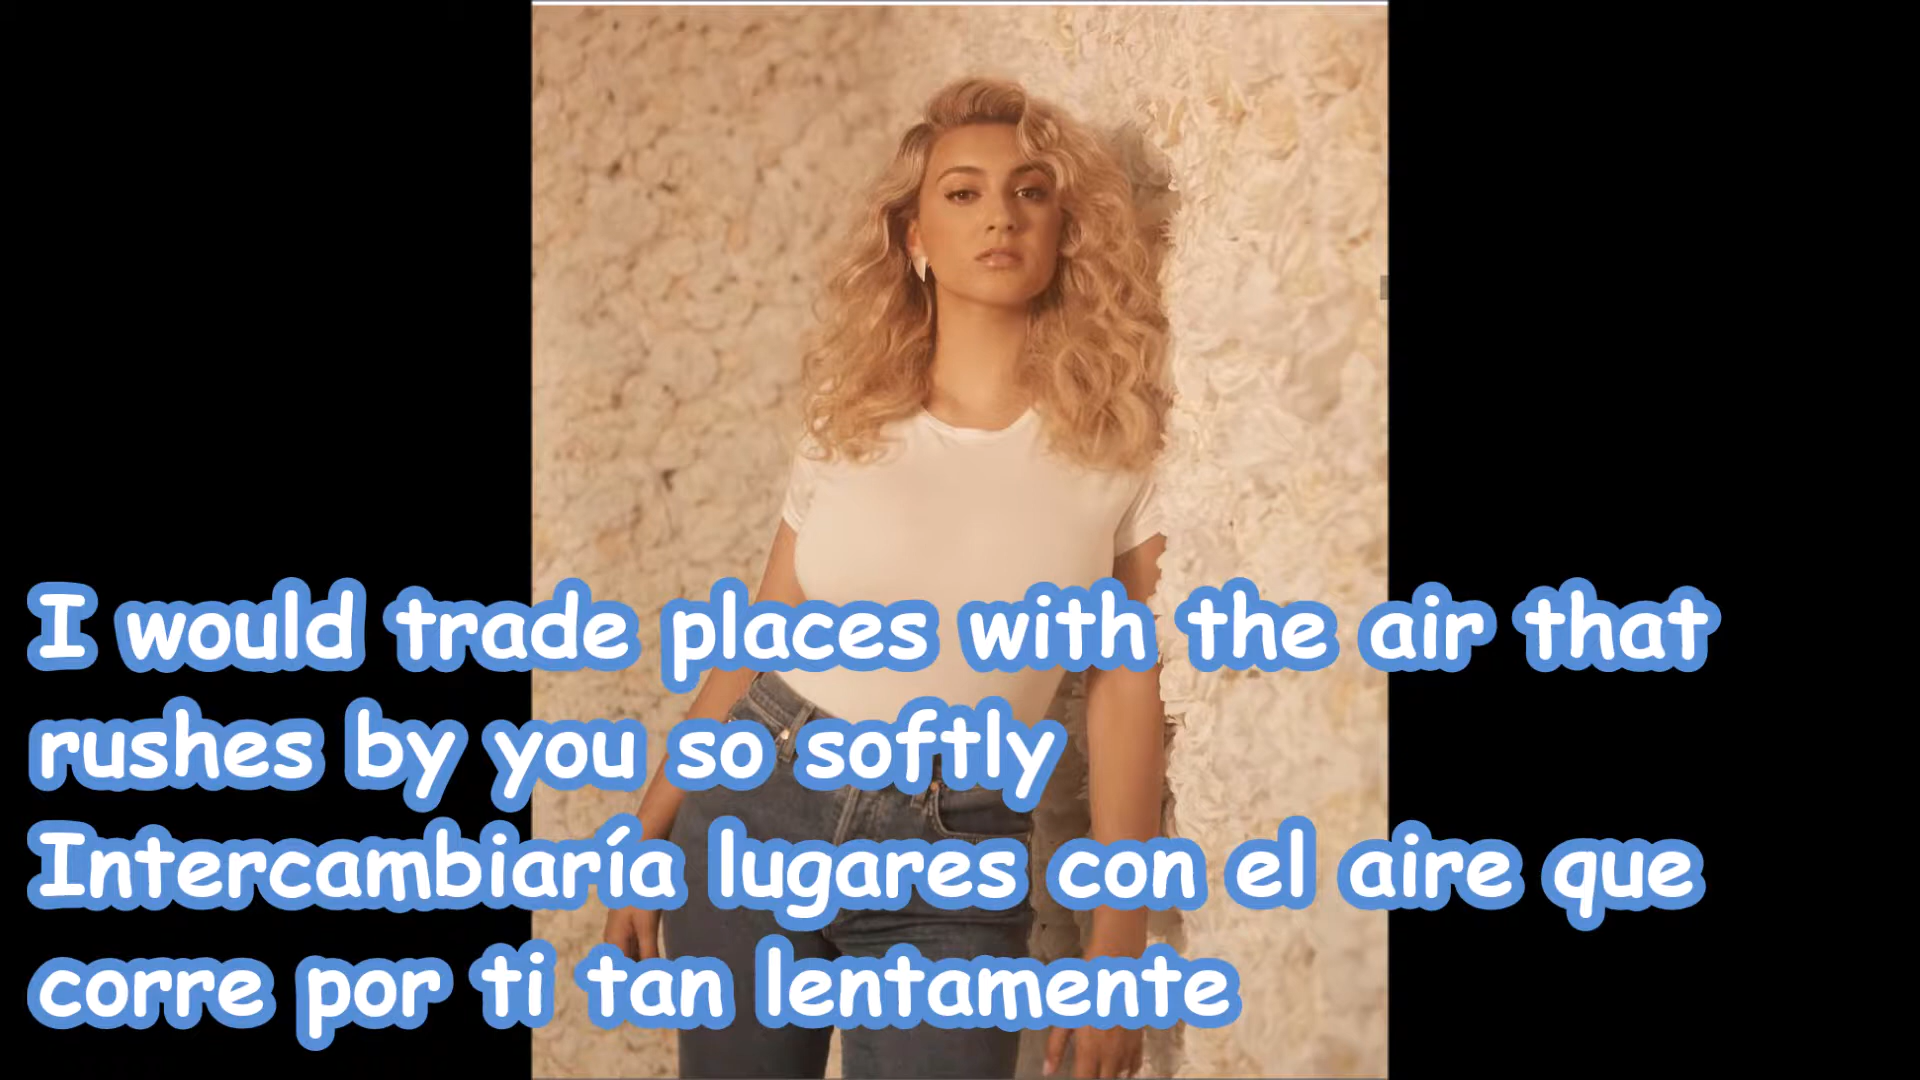 I would trade places with the air that
rushes by you so softly
Intercambiaría lugares con el aire que
corre por ti tan lentamente